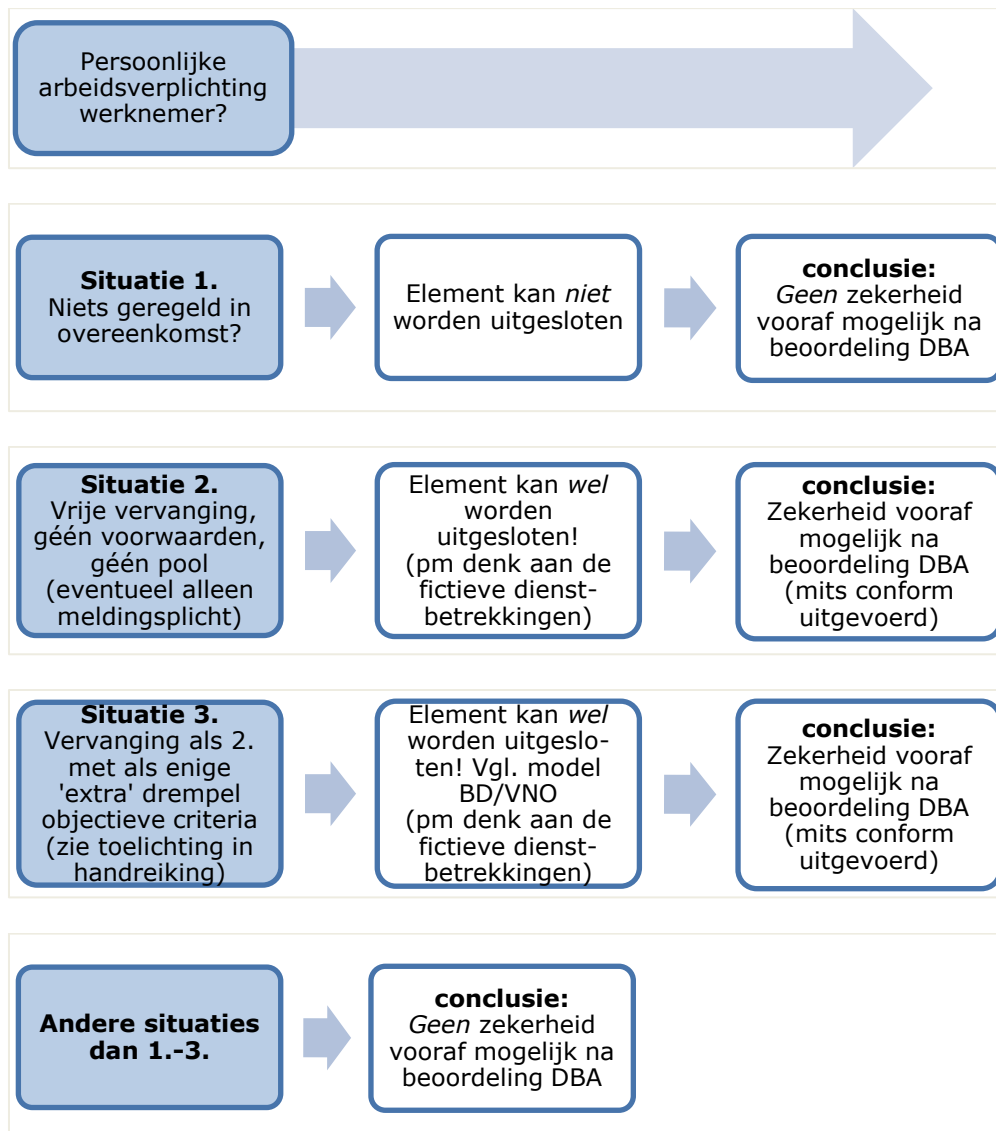 Persoonlijke
arbeidsverplichting
werknemer?
Situatie 1.
Niets geregeld in
overeenkomst?
Element kan niet
worden uitgesloten
conclusie:
Geen zekerheid
vooraf mogelijk na
beoordeling DBA
Situatie 2.
Vrije vervanging,
géén voorwaarden,
géén pool
(eventueel alleen
meldingsplicht)
Element kan wel
worden
uitgesloten!
(pm denk aan de
fictieve dienst-
betrekkingen)
conclusie:
Zekerheid vooraf
mogelijk na
beoordeling DBA
(mits conform
uitgevoerd)
Situatie 3.
Vervanging als 2.
met als enige
'extra' drempel
objectieve criteria
(zie toelichting in
handreiking)
Element kan wel
worden uitgeslo-
ten! Vgl. model
BD/VNO
(pm denk aan de
fictieve dienst-
betrekkingen)
conclusie:
Zekerheid vooraf
mogelijk na
beoordeling DBA
(mits conform
uitgevoerd)
Andere situaties
dan 1.-3.
conclusie:
Geen zekerheid
vooraf mogelijk na
beoordeling DBA